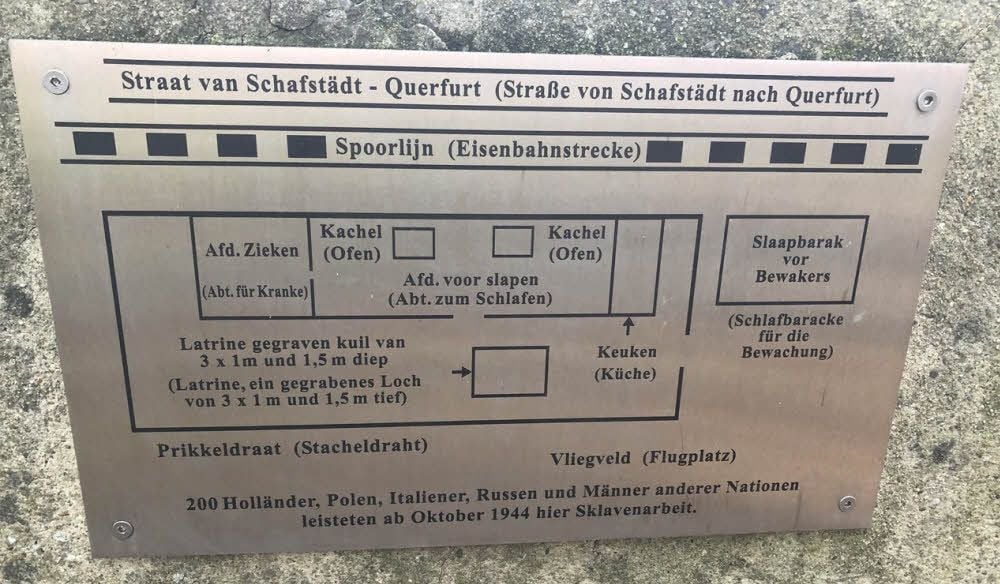 Straat van Schafstädt - Querfurt (Straße von Schafstädt nach Querfurt)
Spoorlijn (Eisenbahnstrecke)
Afd. Zieken
(Abt. für Kranke)
Kachel
(Ofen)
Kachel
(Ofen)
Afd. voor slapen
(Abt. zum Schlafen)
Slaapbarak
vor
Bewakers
(Schlafbaracke
für die
Bewachung)
Keuken
(Küche)
Latrine gegraven kuil van
3 x 1m und 1,5 m diep
(Latrine, ein gegrabenes Loch
von 3 x 1 m und 1,5 m tief)
Prikkeldraat (Stacheldraht)
Vliegveld (Flugplatz)
200 Holländer, Polen, Italiener, Russen und Männer anderer Nationen
leisteten ab Oktober 1944 hier Sklavenarbeit.